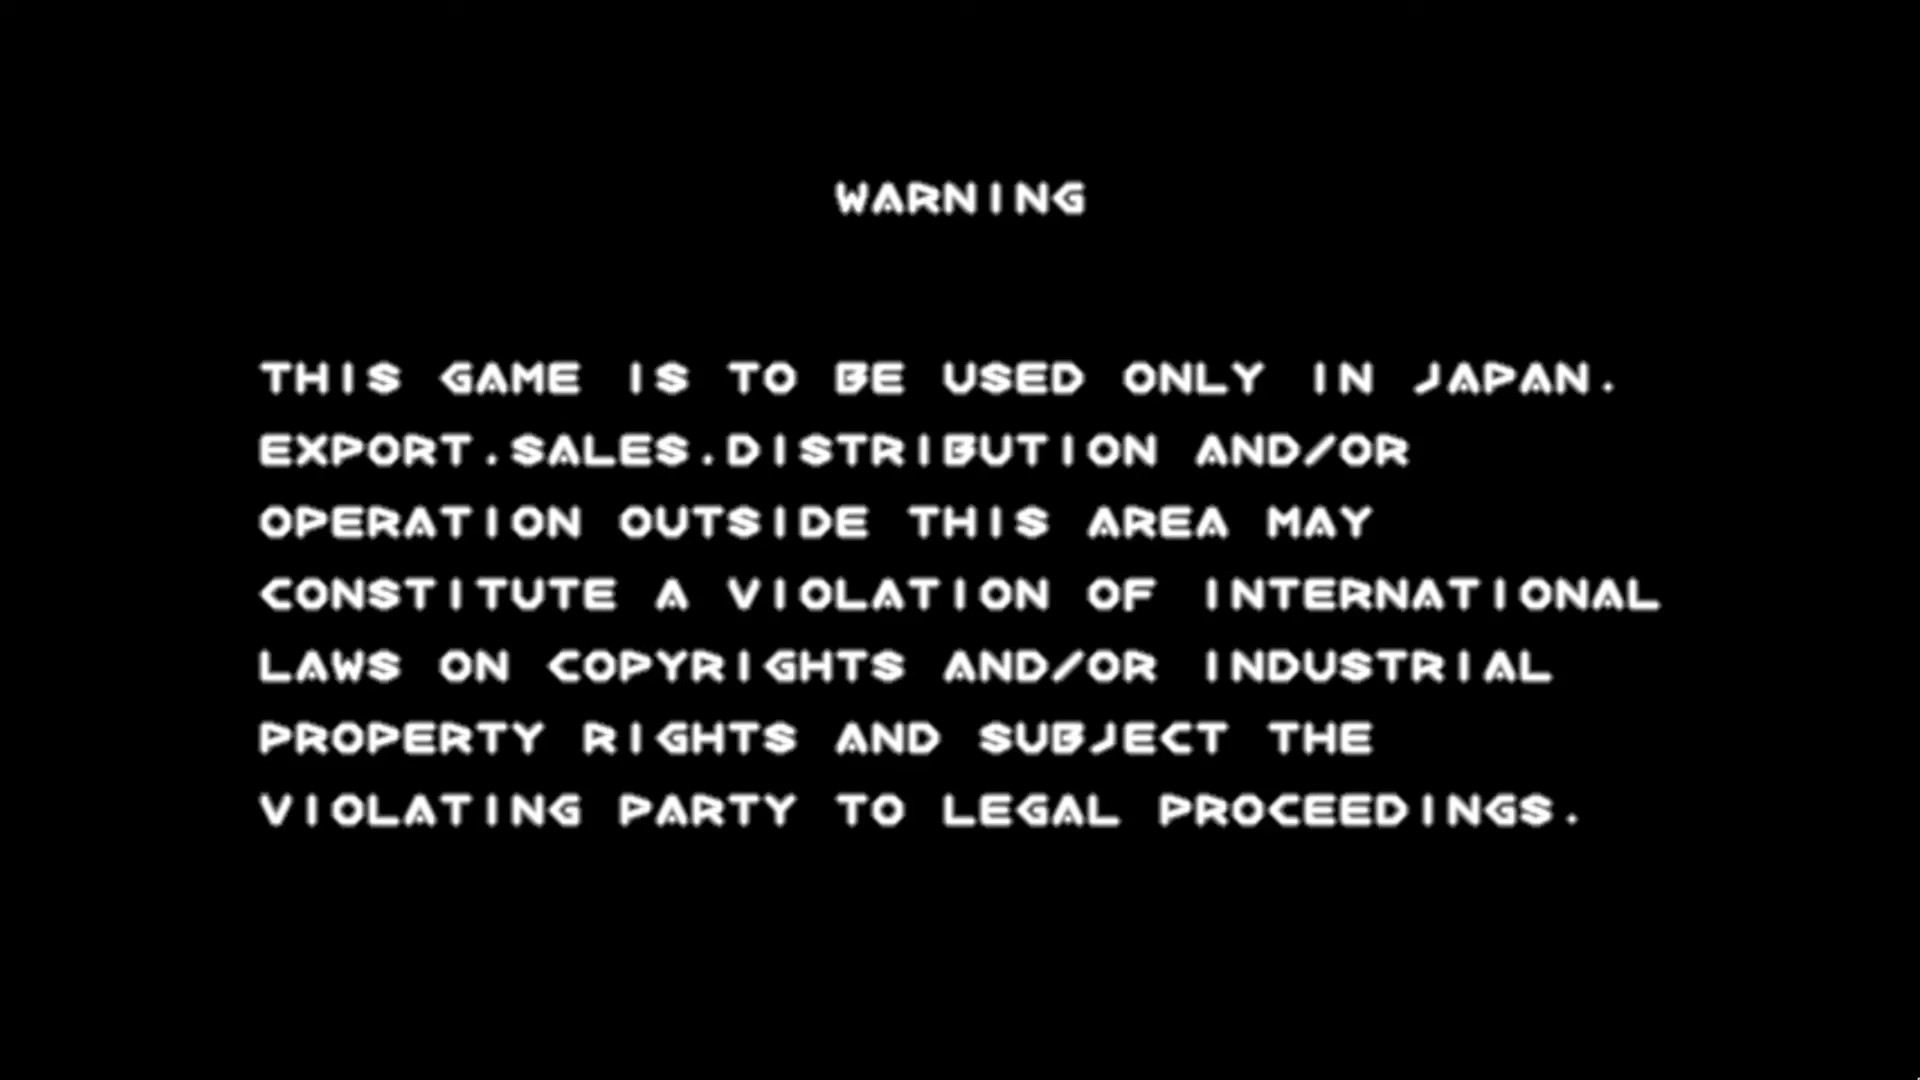 WARNING
THIS GAME IS TO BE USED ONLY IN JAPAN.
EXPORT.SALES.DISTRIBUTION AND/OR
OPERATION OUTSIDE THIS AREA MAY
CONSTITUTE A VIOLATION OF INTERNATIONAL
LAWS ON COPYRIGHTS AND/OR INDUSTRIAL
PROPERTY RIGHTS AND SUBJECT THE
VIOLATING PARTY TO LEGAL PROCEEDINGS.